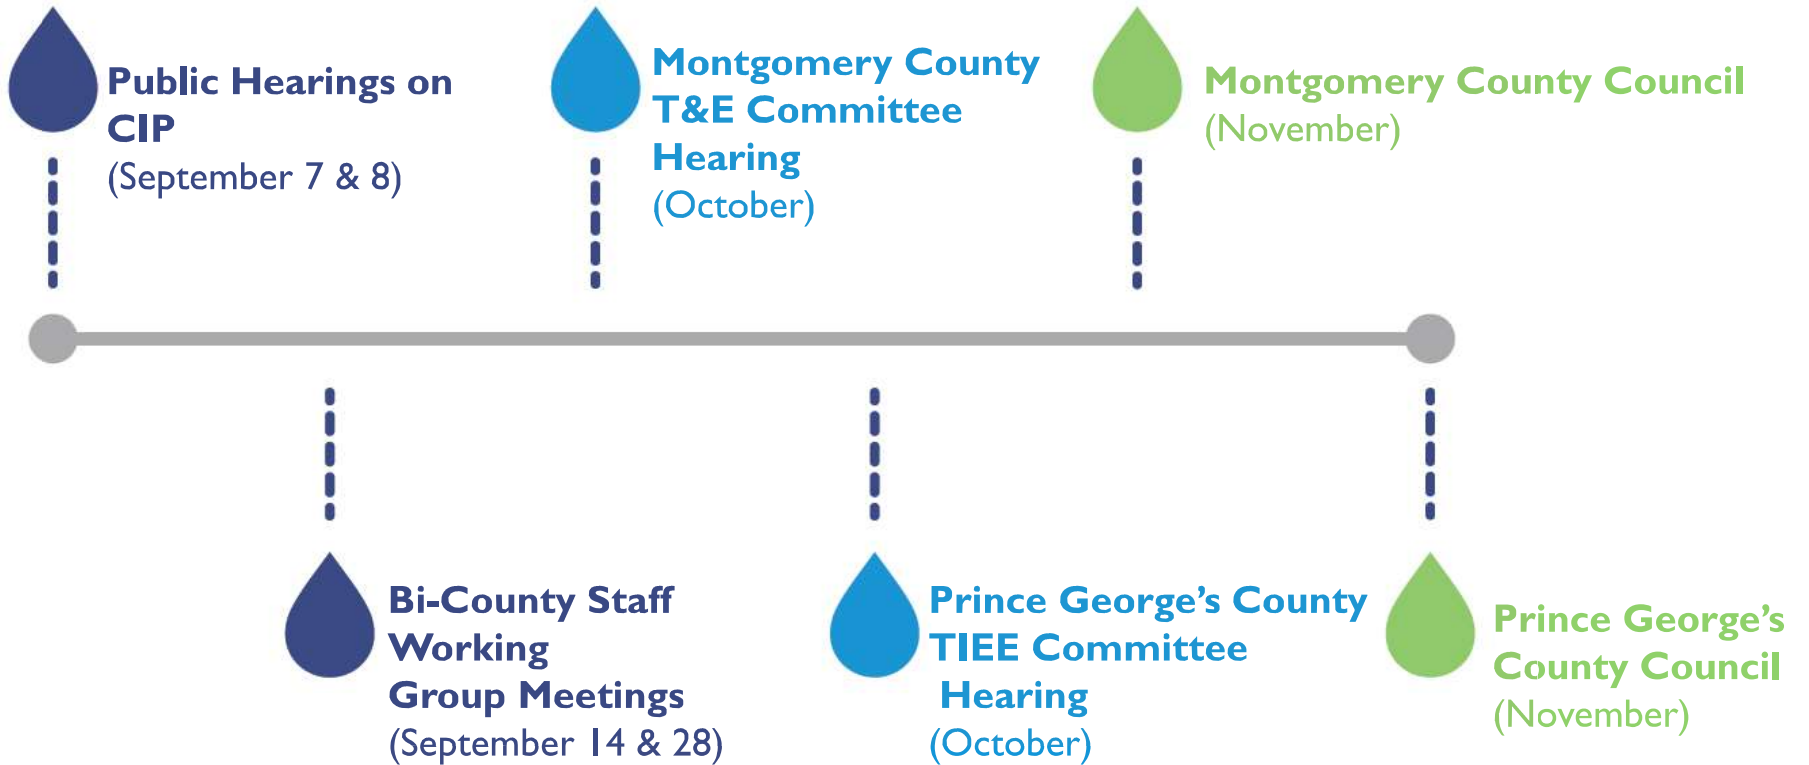 Public Hearings on
CIP
(September 7 & 8)
Montgomery County
T&E Committee
Hearing
(October)
Montgomery County Council
(November)
Bi-County Staff
Working
Group Meetings
(September 14 & 28)
Prince George’s County
TIEE Committee
Hearing
(October)
Prince George’s
County Council
(November)